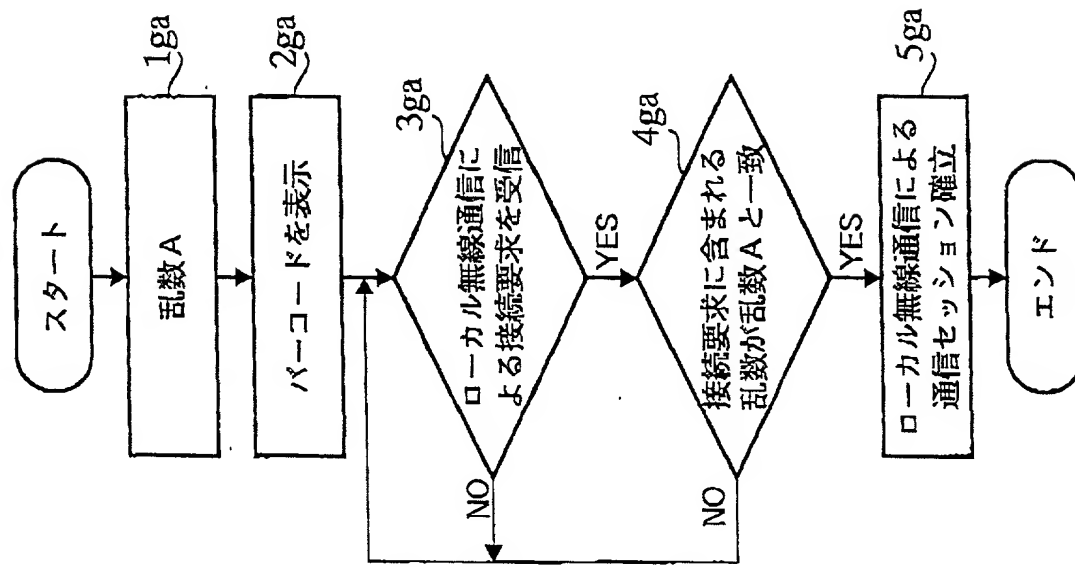 スタート
乱数A
1ga
バーコードを表示
2ga
ローカル無線通信に
よる接続要求を受信
3ga
NO
YES
接続要求に含まれる
乱数が乱数Aと一致
4ga
NO
YES
ローカル無線通信による
通信セッション確立
5ga
エンド